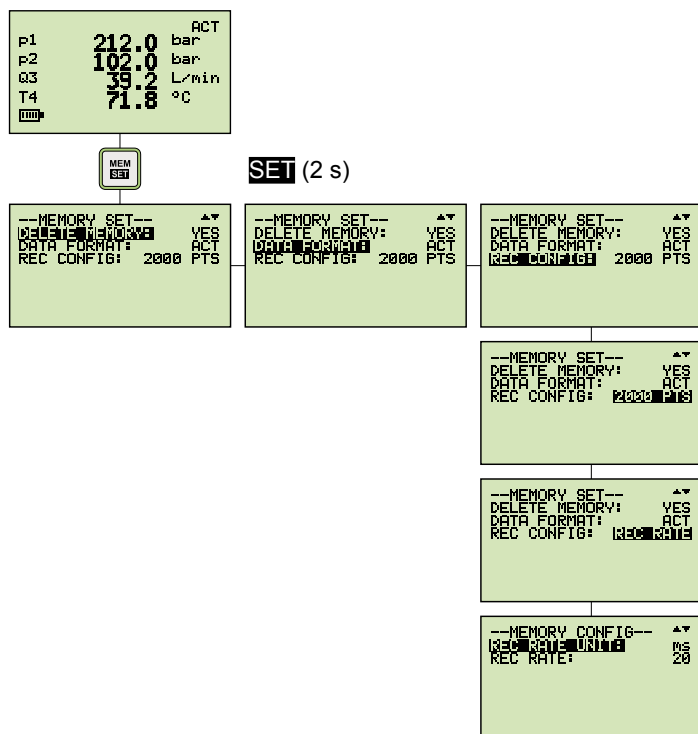 ACT
p1 212.0 bar
p2 102.0 bar
Q3 39.2 L/min
T4 71.8 °C
MEM
SET
SET (2 s)
--MEMORY SET--
DELETE MEMORY: YES
DATA FORMAT: ACT
REC CONFIG: 2000 PTS
--MEMORY SET--
DELETE MEMORY: YES
DATA FORMAT: ACT
REC CONFIG: 2000 PTS
--MEMORY SET--
DELETE MEMORY: YES
DATA FORMAT: ACT
REC CONFIG: 2000 PTS
--MEMORY SET--
DELETE MEMORY: YES
DATA FORMAT: ACT
REC CONFIG: 2000 PTS
--MEMORY SET--
DELETE MEMORY: YES
DATA FORMAT: ACT
REC CONFIG: REC RATE
--MEMORY CONFIG--
REC RATE UNIT: ms
REC RATE: 20